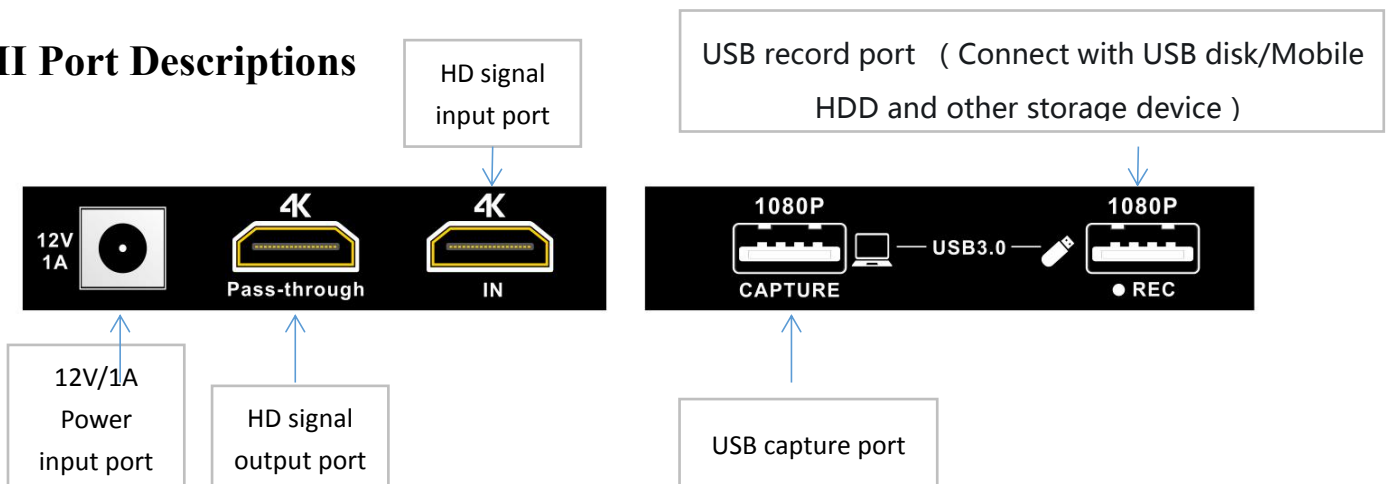 II Port Descriptions
HD signal
input port
USB record port （ Connect with USB disk/Mobile
HDD and other storage device ）
12V
1A
4K
Pass-through
4K
IN
1080P
CAPTURE
USB3.0
1080P
REC
12V/1A
Power
input port
HD signal
output port
USB capture port